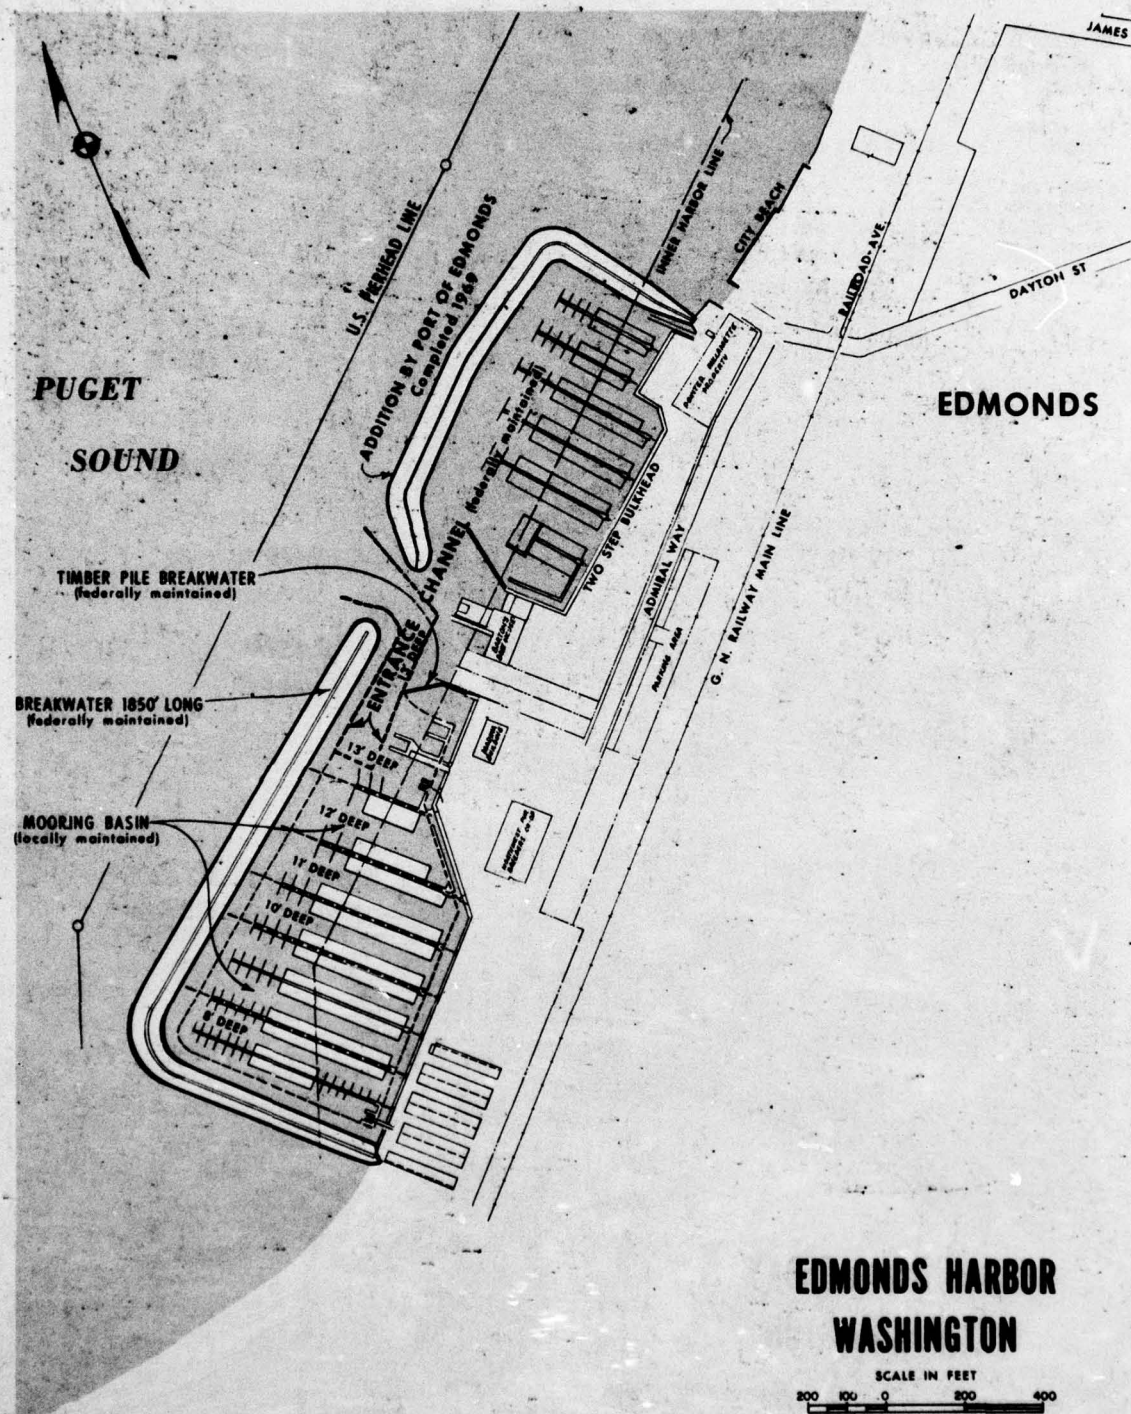 JAMES
U.S. PIERHEAD LINE
ADDITION BY PORT OF EDMONDS
Completed 1969
INNER HARBOR LINE
CITY BEACH
RAILROAD AVE.
DAYTON ST
PUGET
SOUND
EDMONDS
PROPERTY
CHANNEL (federally maintained)
TWO STEP BULKHEAD
ADMIRAL WAY
G. N. RAILWAY MAIN LINE
PARKING AREA
TIMBER PILE BREAKWATER
(federally maintained)
ENTRANCE
BREAKWATER 1850' LONG
(federally maintained)
13' DEEP
MOORING BASIN
(locally maintained)
12' DEEP
11' DEEP
10' DEEP
8' DEEP
EDMONDS HARBOR
WASHINGTON
SCALE IN FEET
200 100 0 200 400